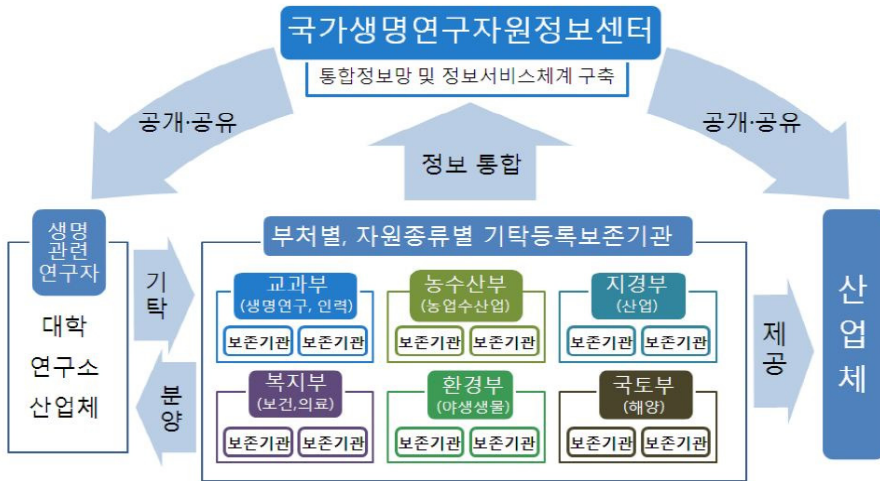 국가생명연구자원정보센터
통합정보망 및 정보서비스체계 구축
공개·공유
공개·공유
정보 통합
생명
관련
연구자
대학
연구소
산업체
기
탁
분
양
부처별, 자원종류별 기탁등록보존기관
교과부
(생명연구, 인력)
보존기관 보존기관
농수산부
(농업수산업)
보존기관 보존기관
지경부
(산업)
보존기관 보존기관
복지부
(보건,의료)
보존기관 보존기관
환경부
(야생생물)
보존기관 보존기관
국토부
(해양)
보존기관 보존기관
제
공
산
업
체